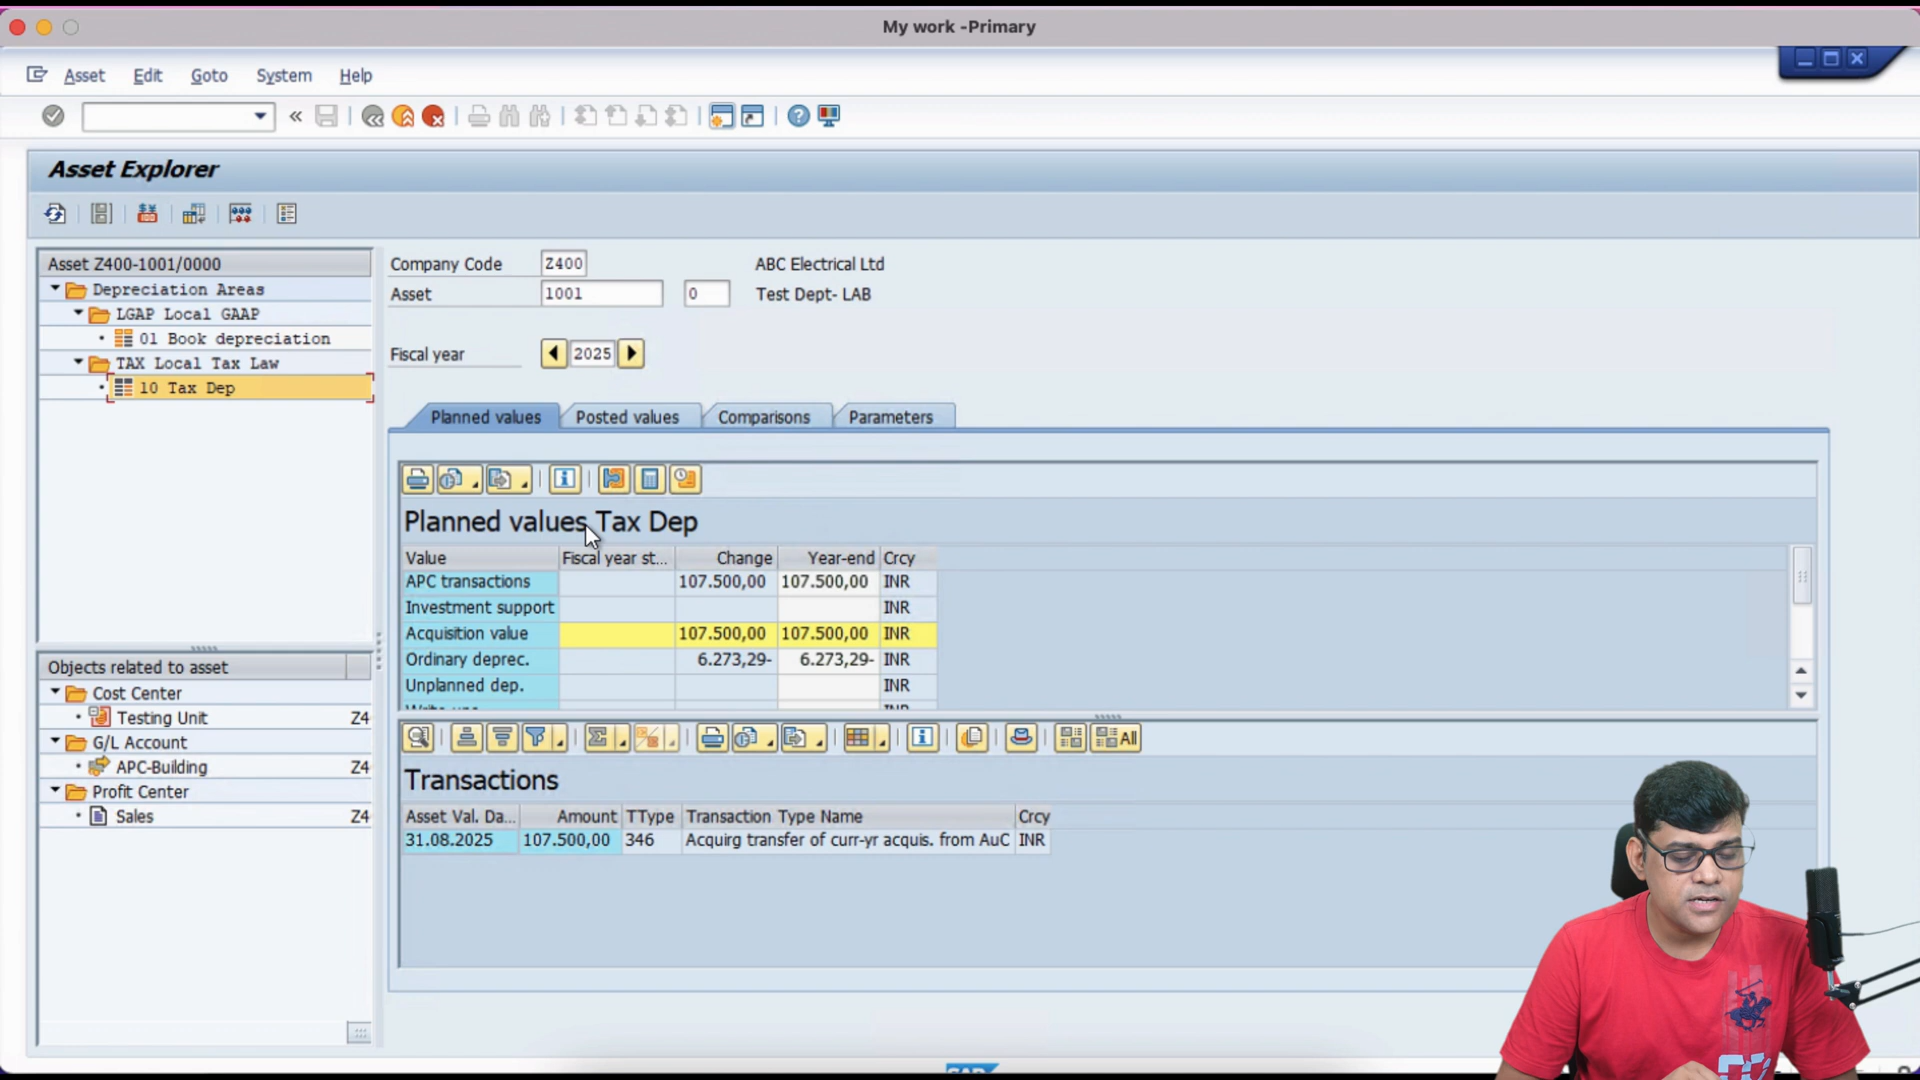 My work -Primary
Asset Edit Goto System Help
Asset Explorer
Asset Z400-1001/0000
Depreciation Areas
LGAP Local GAAP
01 Book depreciation
TAX Local Tax Law
10 Tax Dep
Company Code Z400 ABC Electrical Ltd
Asset 1001 0 Test Dept- LAB
Fiscal year 2025
Planned values Posted values Comparisons Parameters
Planned values Tax Dep
Value Fiscal year st... Change Year-end Crcy
APC transactions 107.500,00 107.500,00 INR
Investment support INR
Acquisition value 107.500,00 107.500,00 INR
Ordinary deprec. 6.273,29- 6.273,29- INR
Unplanned dep. INR
Objects related to asset
Cost Center
Testing Unit Z4
G/L Account
APC-Building Z4
Profit Center
Sales Z4
All
Transactions
Asset Val. Da... Amount TType Transaction Type Name Crcy
31.08.2025 107.500,00 346 Acquirg transfer of curr-yr acquis. from AuC INR